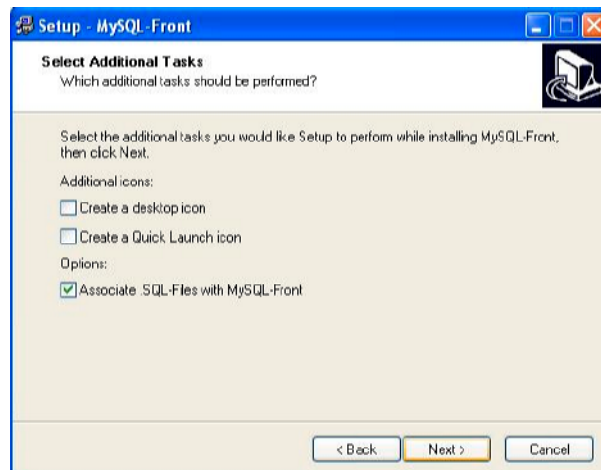 Setup - MySQL-Front
Select Additional Tasks
Which additional tasks should be performed?
Select the additional tasks you would like Setup to perform while installing MySQL-Front,
then click Next.
Additional icons:
Create a desktop icon
Create a Quick Launch icon
Options:
Associate .SQL-Files with MySQL-Front
< Back Next > Cancel